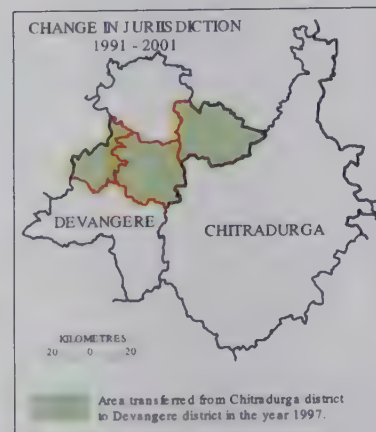 CHANGE IN JURIISDICTION
1991 - 2001
DEVANGERE
CHITRADURGA
KILOMETRES
20 0 20
Area transferred from Chitradurga district
to Devangere district in the year 1997.